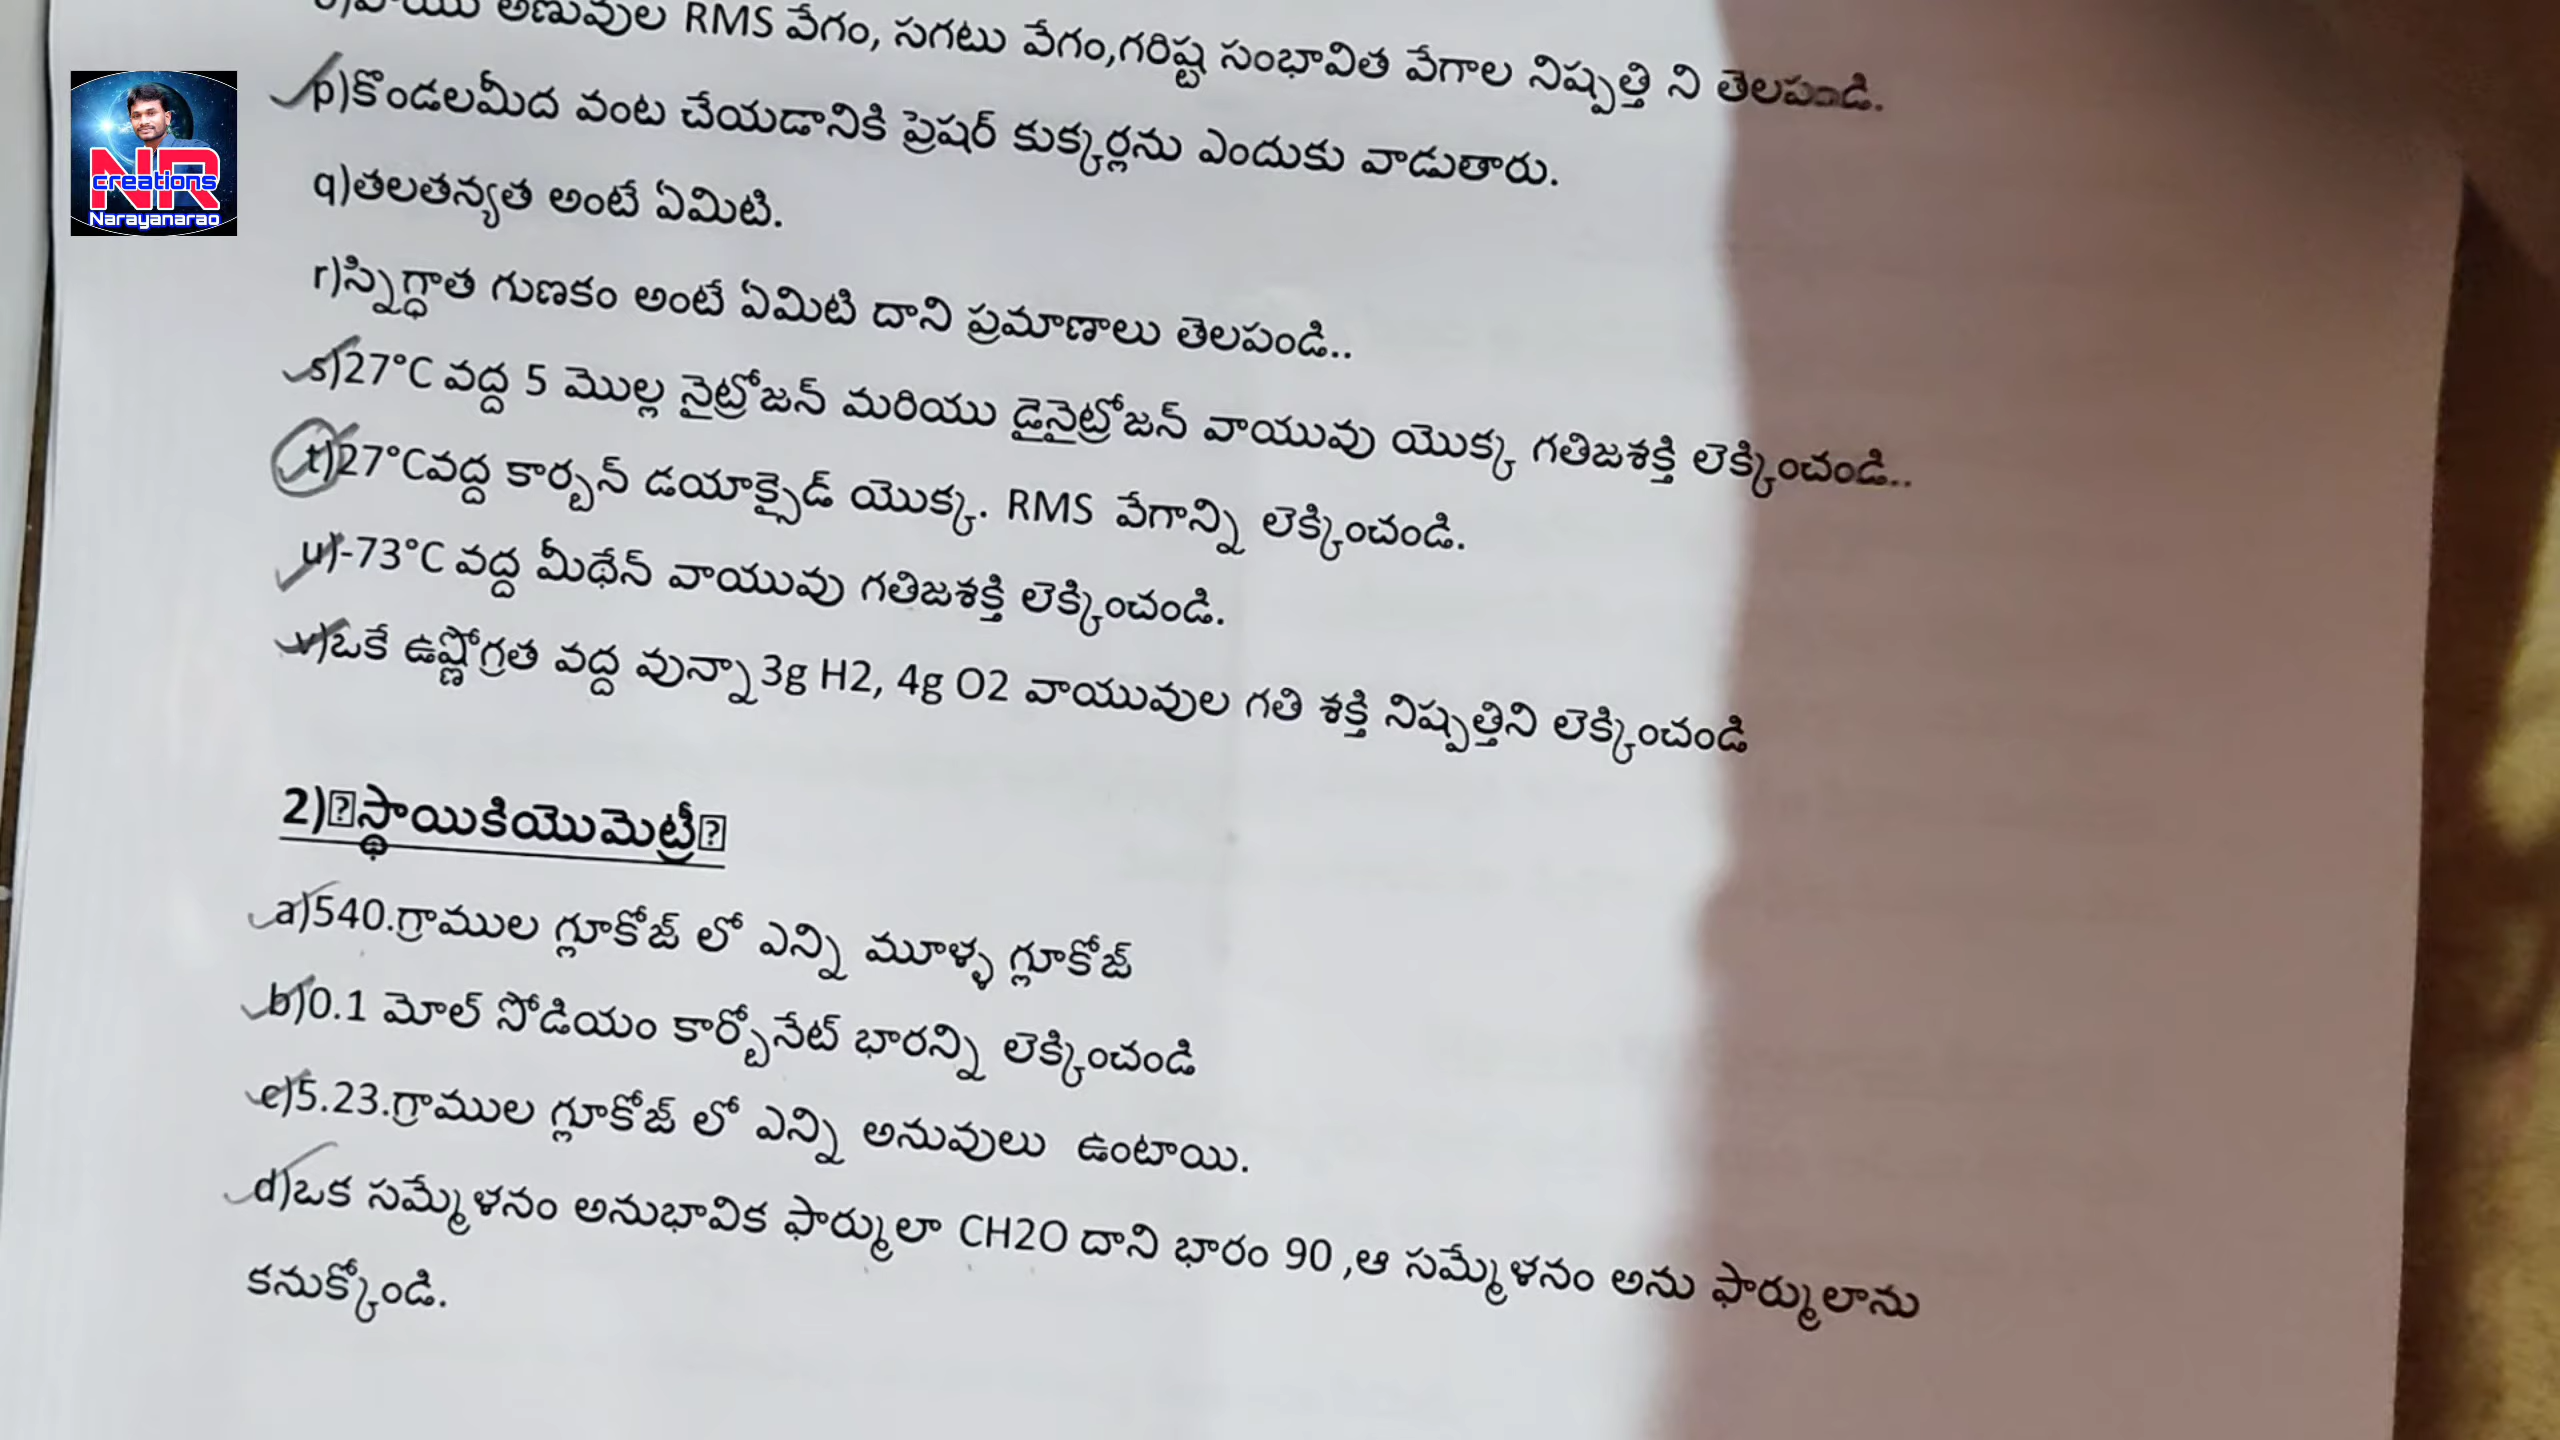 o)వాయు అణువుల RMS వేగం, సగటు వేగం,గరిష్ట సంభావిత వేగాల నిష్పత్తి ని తెలపండి.
NR
creations
Narayanarao
p)కొండలమీద వంట చేయడానికి ప్రెషర్ కుక్కర్లను ఎందుకు వాడుతారు.
q)తలతన్యత అంటే ఏమిటి.
r)స్నిగ్ధాత గుణకం అంటే ఏమిటి దాని ప్రమాణాలు తెలపండి..
s)27°C వద్ద 5 మొల్ల నైట్రోజన్ మరియు డైనైట్రోజన్ వాయువు యొక్క గతిజశక్తి లెక్కించండి..
t)27°Cవద్ద కార్బన్ డయాక్సైడ్ యొక్క. RMS వేగాన్ని లెక్కించండి.
u)-73°C వద్ద మీథేన్ వాయువు గతిజశక్తి లెక్కించండి.
v)ఒకే ఉష్ణోగ్రత వద్ద వున్నా 3g H2, 4g O2 వాయువుల గతి శక్తి నిష్పత్తిని లెక్కించండి
2)స్థాయికియొమెట్రీ
a)540.గ్రాముల గ్లూకోజ్ లో ఎన్ని మూళ్ళ గ్లూకోజ్
b)0.1 మోల్ సోడియం కార్బోనేట్ భారన్ని లెక్కించండి
c)5.23.గ్రాముల గ్లూకోజ్ లో ఎన్ని అనువులు ఉంటాయి.
d)ఒక సమ్మేళనం అనుభావిక ఫార్ములా CH2O దాని భారం 90 ,ఆ సమ్మేళనం అను ఫార్ములాను
కనుక్కోండి.